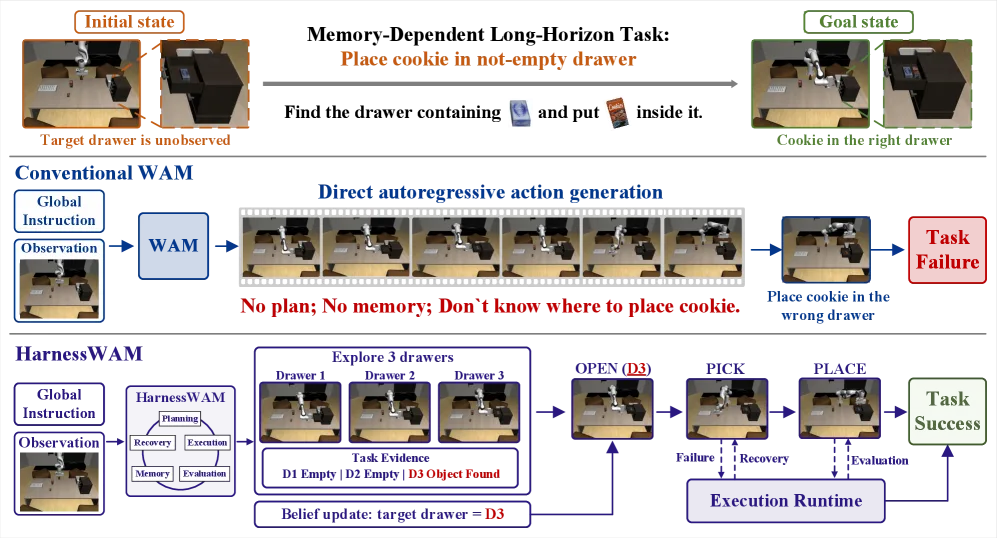 Initial state
Memory-Dependent Long-Horizon Task:
Place cookie in not-empty drawer
Goal state
Find the drawer containing and put inside it.
Target drawer is unobserved
Cookie in the right drawer
Conventional WAM
Global
Instruction
Observation
WAM
Direct autoregressive action generation
No plan; No memory; Don`t know where to place cookie.
Place cookie in the
wrong drawer
Task
Failure
HarnessWAM
Global
Instruction
Observation
HarnessWAM
Planning
Recovery
Execution
Memory
Evaluation
Explore 3 drawers
Drawer 1
Drawer 2
Drawer 3
Task Evidence
D1 Empty | D2 Empty | D3 Object Found
Belief update: target drawer = D3
OPEN (D3)
PICK
PLACE
Failure
Recovery
Evaluation
Execution Runtime
Task
Success